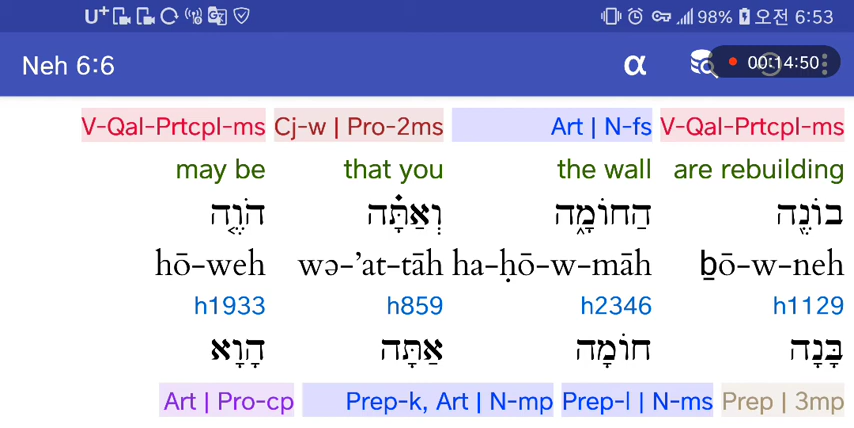 U+ 98% 오전 6:53
Neh 6:6 α 00:14:50
V-Qal-Prtcpl-ms Cj-w | Pro-2ms Art | N-fs V-Qal-Prtcpl-ms
may be that you the wall are rebuilding
בוֹנֶ֖ה הַחוֹמָ֑ה וְאַתָּ֗ה הֹוֶ֤ה
hō-weh wə-’at-tāh ha-ḥō-w-māh ḇō-w-neh
h1933 h859 h2346 h1129
בָּנָה חוֹמָה אַתָּה הָוָא
Art | Pro-cp Prep-k, Art | N-mp Prep-l | N-ms Prep | 3mp